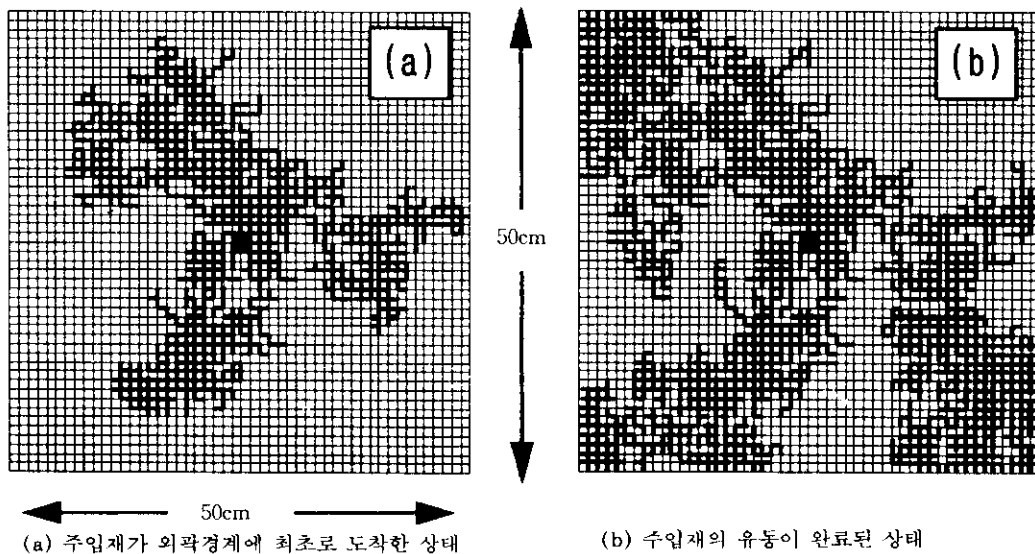 (a)
(b)
50cm
50cm
(a) 주입재가 외곽경계에 최초로 도착한 상태
(b) 주입재의 유동이 완료된 상태